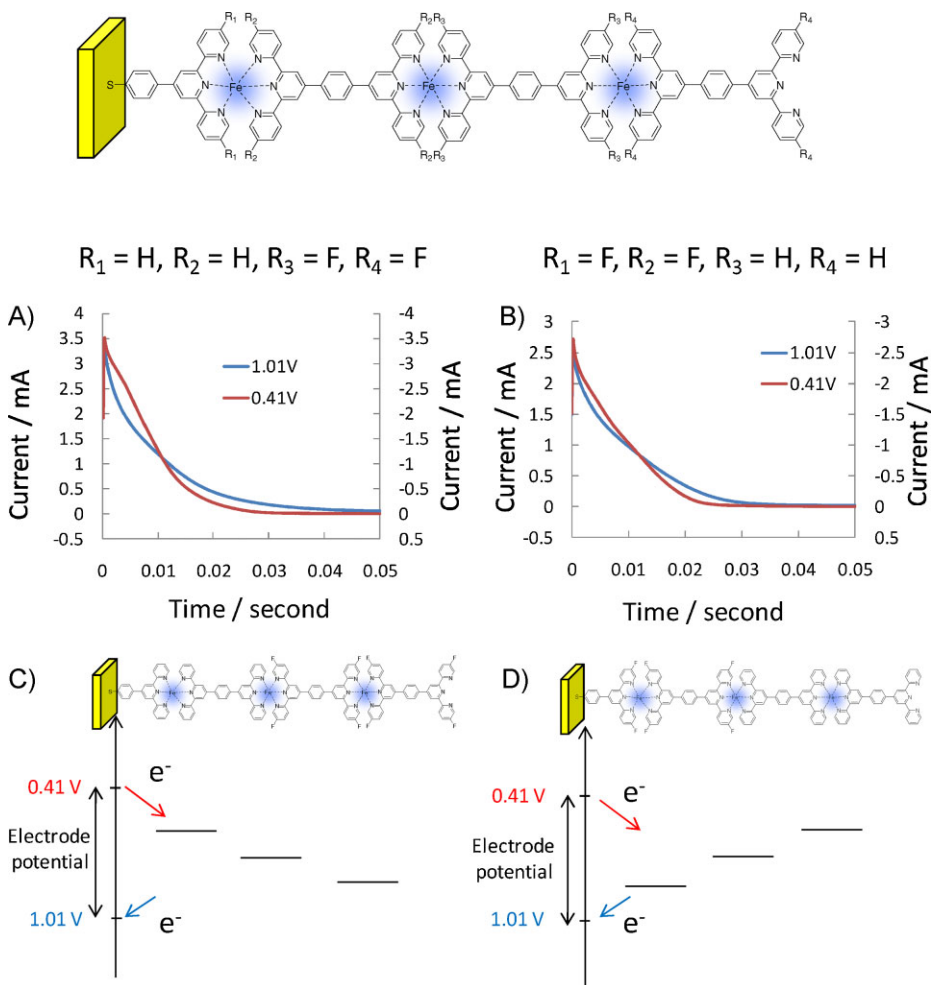 R1 R2 R2 R3 R3 R4 R4
N N N N N N N
S N Fe N N Fe N N Fe N N
N N N N N N N
R1 R2 R2 R3 R3 R4 R4
R₁ = H, R₂ = H, R₃ = F, R₄ = F
R₁ = F, R₂ = F, R₃ = H, R₄ = H
A)
Current / mA
4
3.5
3
2.5
2
1.5
1
0.5
0
-0.5
1.01V
0.41V
-4
-3.5
-3
-2.5
-2
-1.5
-1
-0.5
0
0.5
Current / mA
0 0.01 0.02 0.03 0.04 0.05
Time / second
B)
Current / mA
3
2.5
2
1.5
1
0.5
0
-0.5
1.01V
0.41V
-3
-2.5
-2
-1.5
-1
-0.5
0
0.5
Current / mA
0 0.01 0.02 0.03 0.04 0.05
Time / second
C)
F F F F
F F F F
0.41 V
e⁻
Electrode
potential
1.01 V
e⁻
D)
F F F
F F F
0.41 V
e⁻
Electrode
potential
1.01 V
e⁻